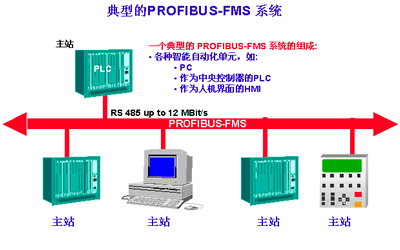 典型的PROFIBUS-FMS 系统
主站
PLC
一个典型的 PROFIBUS-FMS 系统的组成:
• 各种智能自动化单元，如:
• PC
• 作为中央控制器的PLC
• 作为人机界面的HMI
RS 485 up to 12 MBit/s
PROFIBUS-FMS
主站
主站
主站
主站